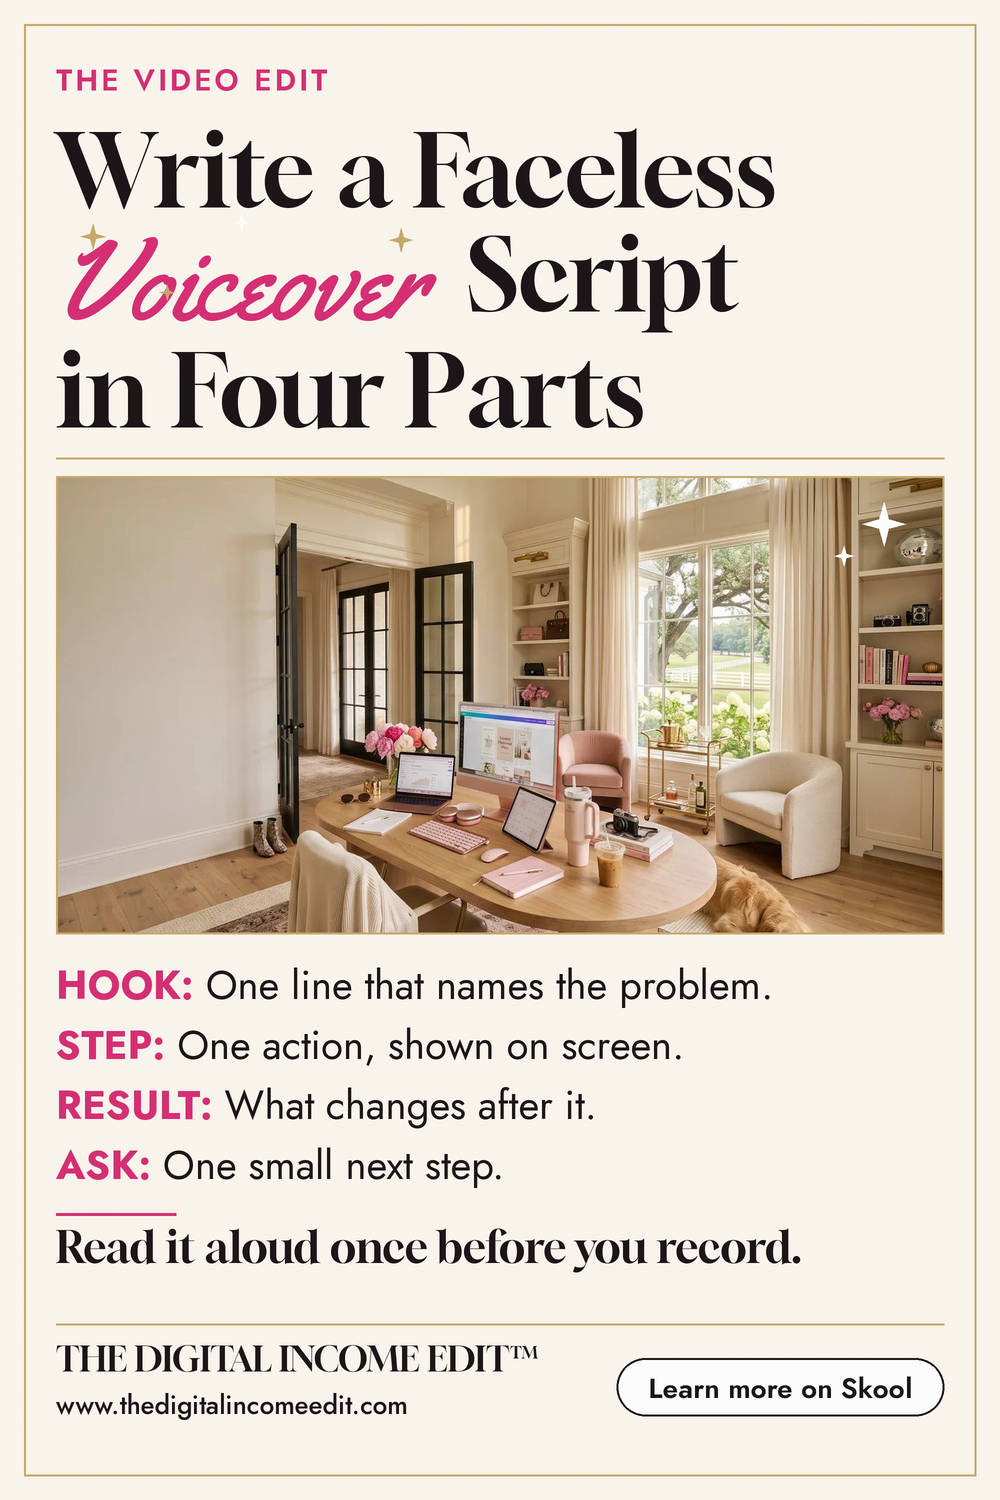 THE VIDEO EDIT
Write a Faceless
Voiceover Script
in Four Parts
HOOK: One line that names the problem.
STEP: One action, shown on screen.
RESULT: What changes after it.
ASK: One small next step.
Read it aloud once before you record.
THE DIGITAL INCOME EDIT™
www.thedigitalincomeedit.com
Learn more on Skool